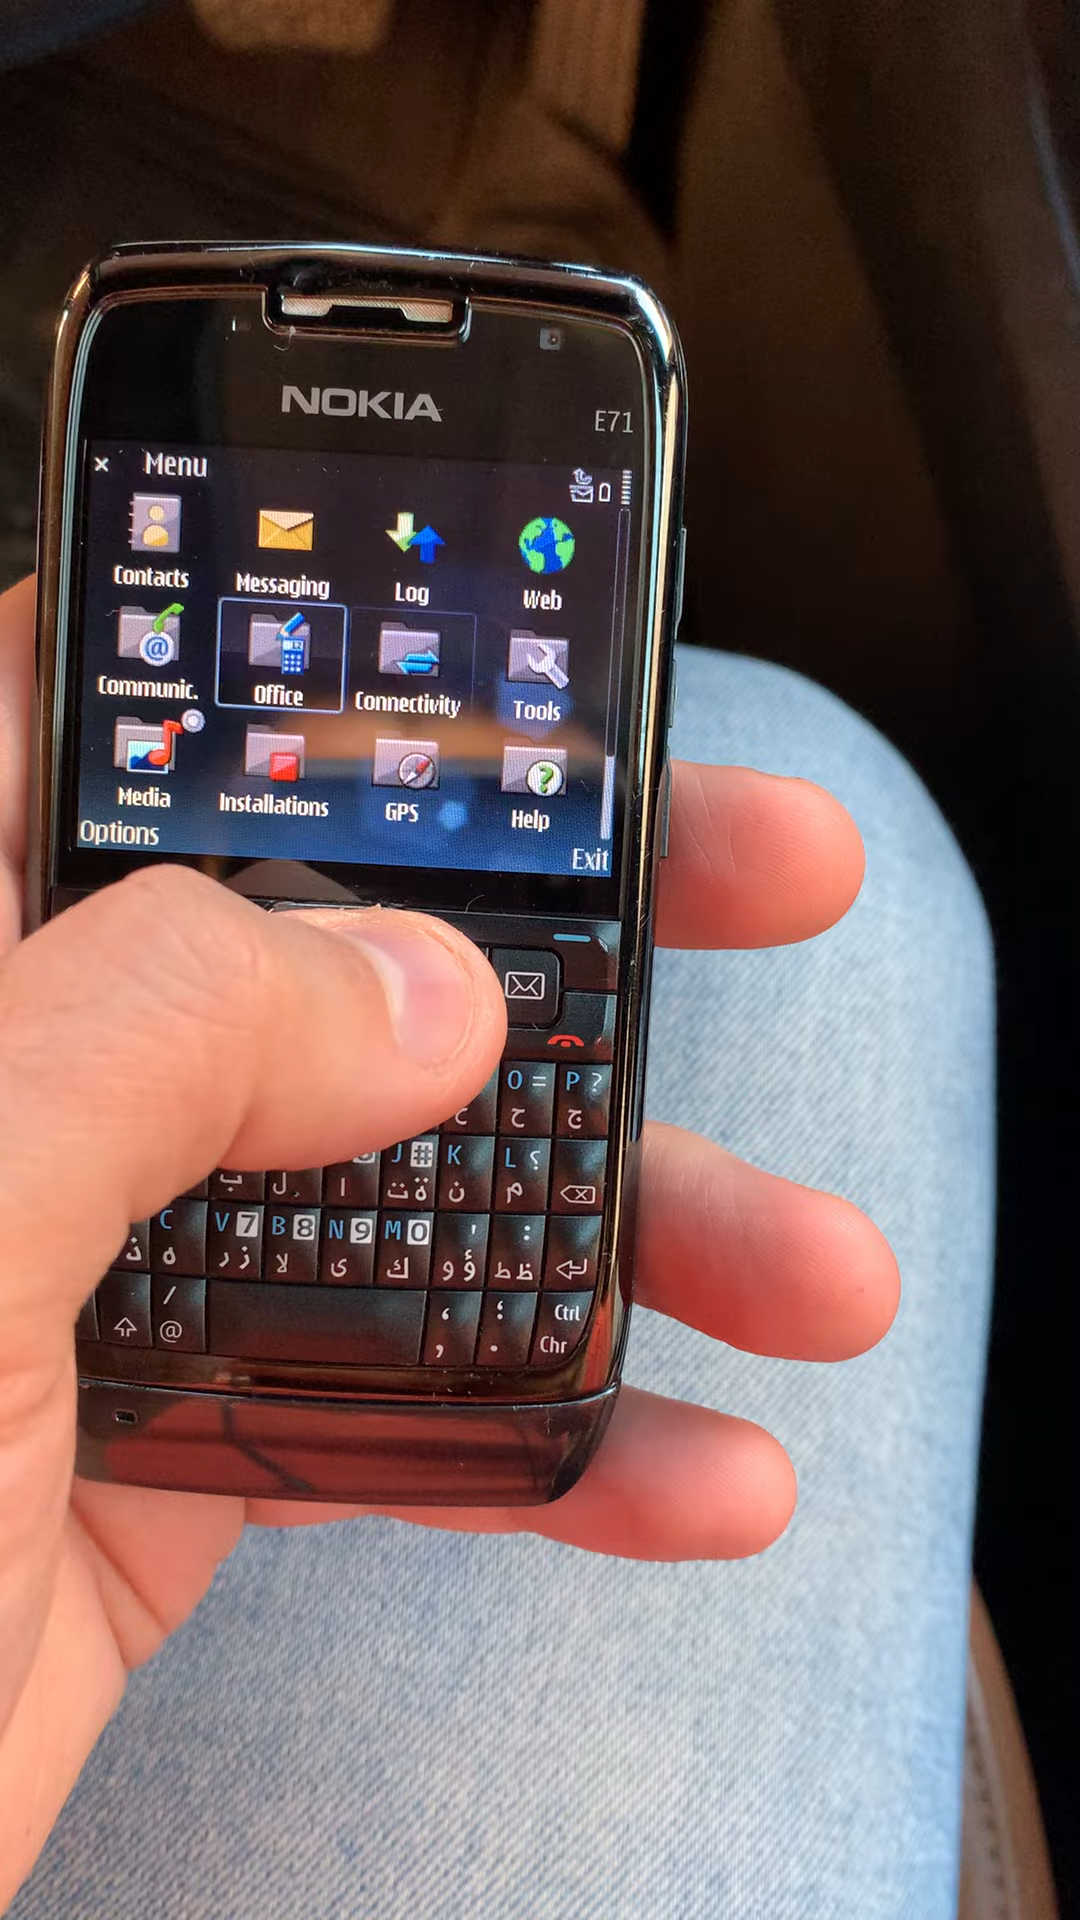 NOKIA
E71
Menu
Contacts Messaging Log Web
Communic. Office Connectivity Tools
Media Installations GPS Help
Options
Exit
O = P ?
ح ج
J # K L ؟
ب ل ا ت ة ن م
C V 7 B 8 N 9 M 0 ' :
ذ ه ر ز لا ى ك و ؤ ط ظ
/ ، ؛ Ctrl
@ , . Chr